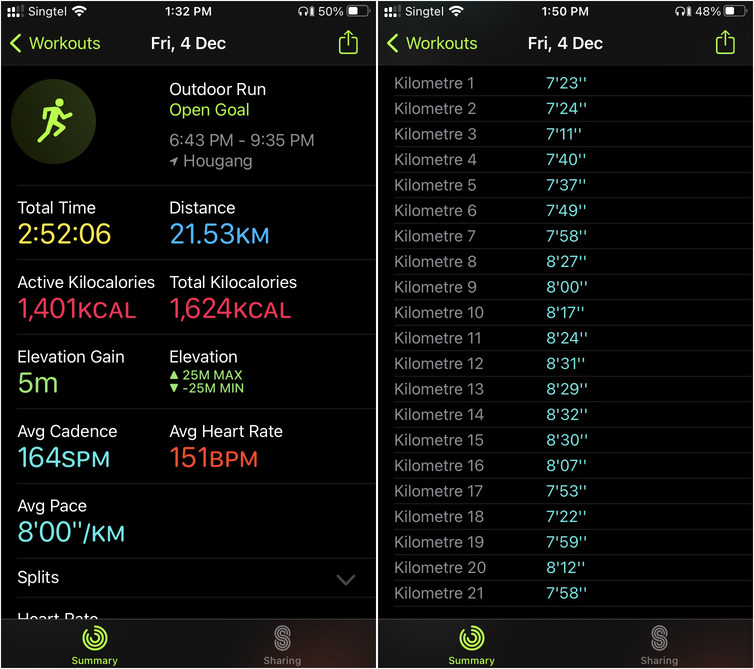 Singtel 1:32 PM 50%
Workouts Fri, 4 Dec
Outdoor Run
Open Goal
6:43 PM - 9:35 PM
Hougang
Total Time Distance
2:52:06 21.53KM
Active Kilocalories Total Kilocalories
1,401KCAL 1,624KCAL
Elevation Gain Elevation
5m ▲ 25M MAX
▼ -25M MIN
Avg Cadence Avg Heart Rate
164SPM 151BPM
Avg Pace
8'00''/KM
Splits
Heart Rate
Summary Sharing
Singtel 1:50 PM 48%
Workouts Fri, 4 Dec
Kilometre 1 7'23''
Kilometre 2 7'24''
Kilometre 3 7'11''
Kilometre 4 7'40''
Kilometre 5 7'37''
Kilometre 6 7'49''
Kilometre 7 7'58''
Kilometre 8 8'27''
Kilometre 9 8'00''
Kilometre 10 8'17''
Kilometre 11 8'24''
Kilometre 12 8'31''
Kilometre 13 8'29''
Kilometre 14 8'32''
Kilometre 15 8'30''
Kilometre 16 8'07''
Kilometre 17 7'53''
Kilometre 18 7'22''
Kilometre 19 7'59''
Kilometre 20 8'12''
Kilometre 21 7'58''
Summary Sharing